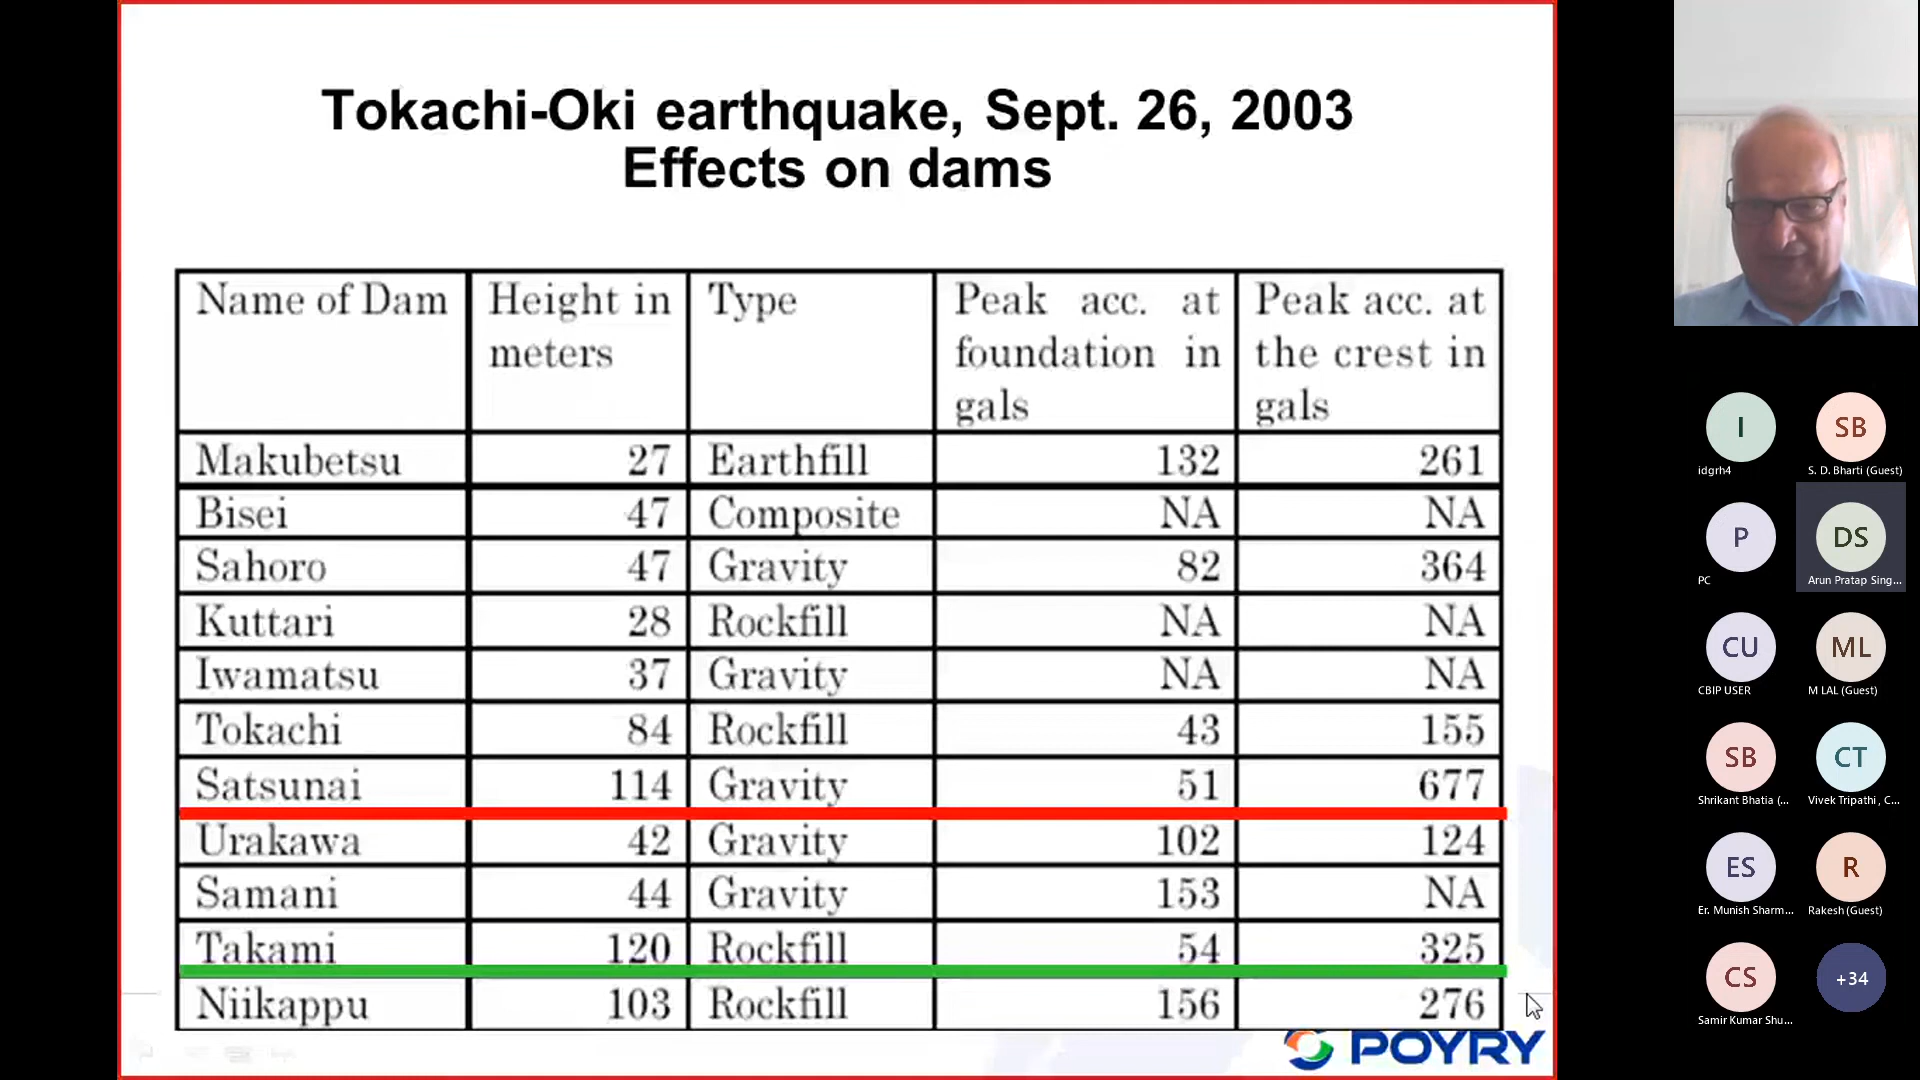 Tokachi-Oki earthquake, Sept. 26, 2003
Effects on dams
Name of Dam Height in meters Type Peak acc. at foundation in gals Peak acc. at the crest in gals
Makubetsu 27 Earthfill 132 261
Bisei 47 Composite NA NA
Sahoro 47 Gravity 82 364
Kuttari 28 Rockfill NA NA
Iwamatsu 37 Gravity NA NA
Tokachi 84 Rockfill 43 155
Satsunai 114 Gravity 51 677
Urakawa 42 Gravity 102 124
Samani 44 Gravity 153 NA
Takami 120 Rockfill 54 325
Niikappu 103 Rockfill 156 276
POYRY
I SB
idgrh4 S. D. Bharti (Guest)
P DS
PC Arun Pratap Sing...
CU ML
CBIP USER M LAL (Guest)
SB CT
Shrikant Bhatia (... Vivek Tripathi , C...
ES R
Er. Munish Sharm... Rakesh (Guest)
CS +34
Samir Kumar Shu...